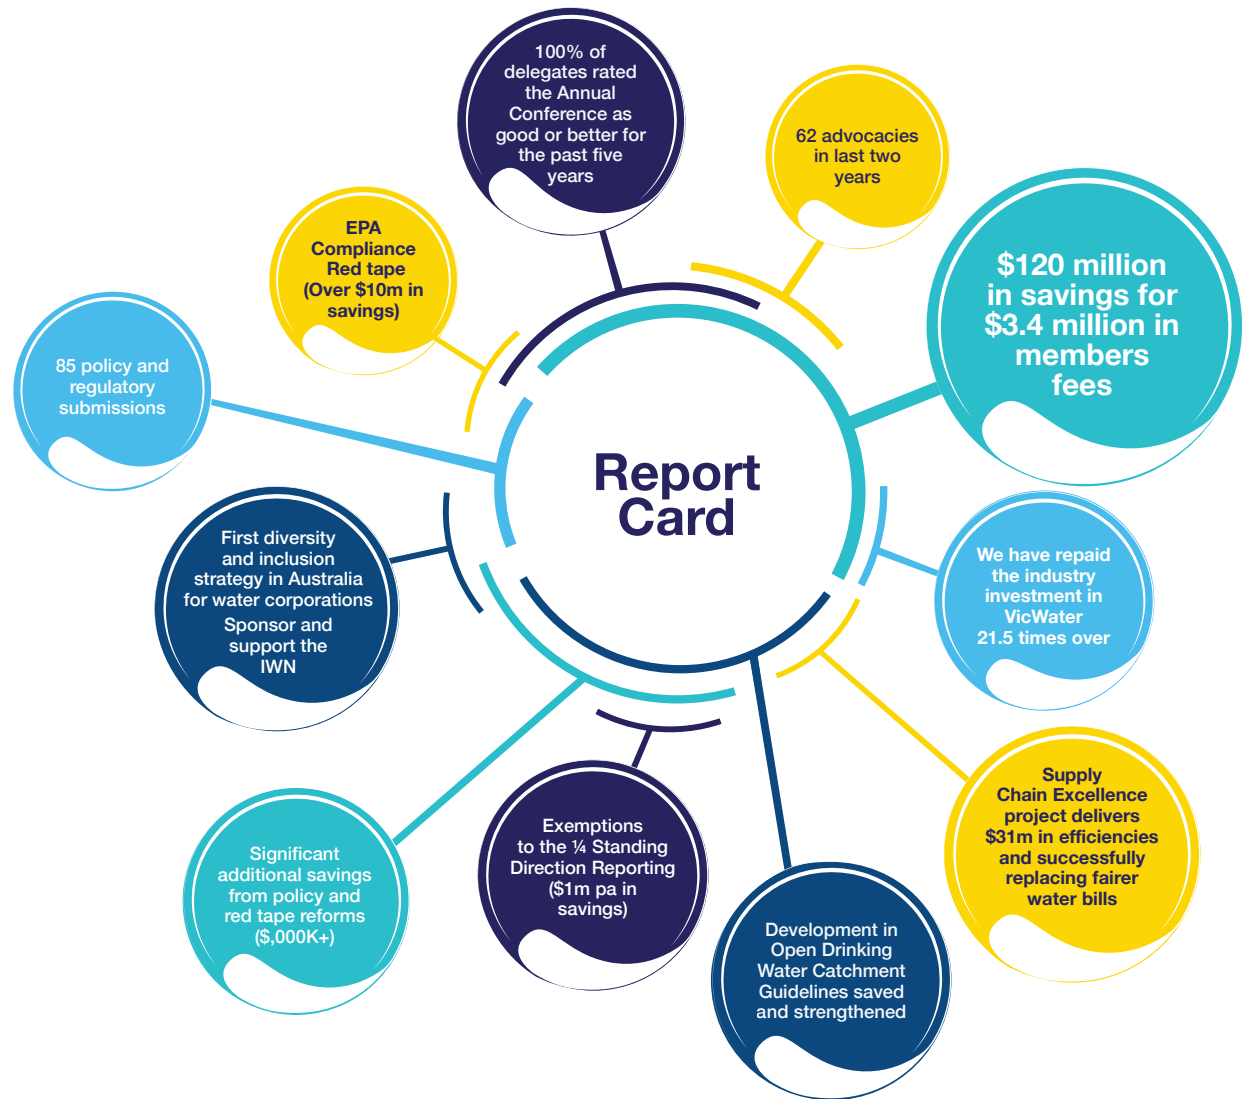 Report
Card
100% of
delegates rated
the Annual
Conference as
good or better for
the past five
years
62 advocacies
in last two
years
$120 million
in savings for
$3.4 million in
members
fees
We have repaid
the industry
investment in
VicWater
21.5 times over
Supply
Chain Excellence
project delivers
$31m in efficiencies
and successfully
replacing fairer
water bills
Development in
Open Drinking
Water Catchment
Guidelines saved
and strengthened
Exemptions
to the ¼ Standing
Direction Reporting
($1m pa in
savings)
Significant
additional savings
from policy and
red tape reforms
($,000K+)
First diversity
and inclusion
strategy in Australia
for water corporations
Sponsor and
support the
IWN
85 policy and
regulatory
submissions
EPA
Compliance
Red tape
(Over $10m in
savings)